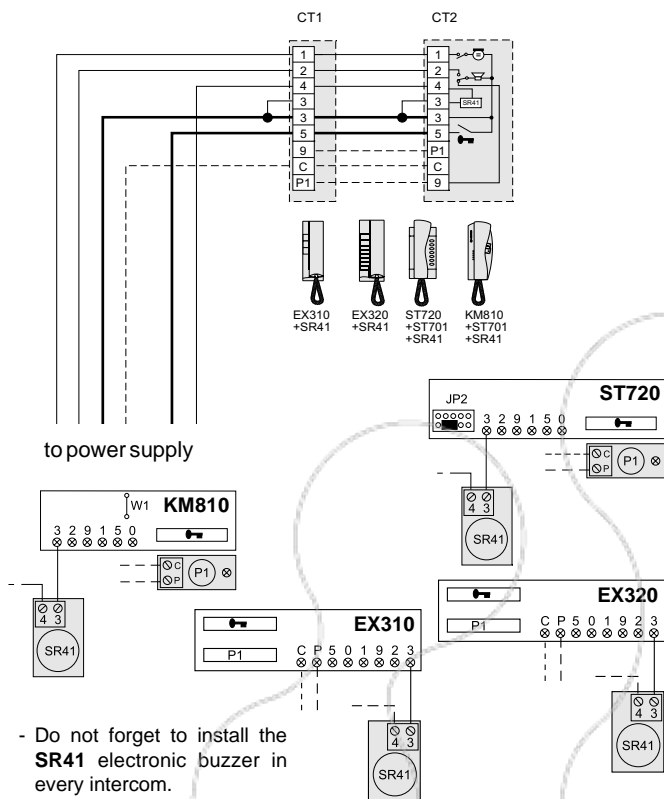 CT1 CT2
1 1
2 2
4 4
3 3
SR41
3 3
5 5
9 P1
C C
P1 9
EX310 EX320 ST720 KM810
+SR41 +SR41 +ST701 +ST701
+SR41 +SR41
to power supply
ST720
JP2
3 2 9 1 5 0
C
P P1
4 3
SR41
W1 KM810
3 2 9 1 5 0
C
P P1
4 3
SR41
EX310
P1
C P 5 0 1 9 2 3
4 3
SR41
EX320
P1
C P 5 0 1 9 2 3
4 3
SR41
- Do not forget to install the
SR41 electronic buzzer in
every intercom.